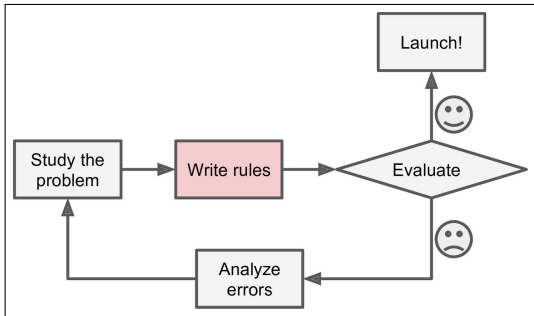 Launch!
Study the
problem
Write rules
Evaluate
Analyze
errors